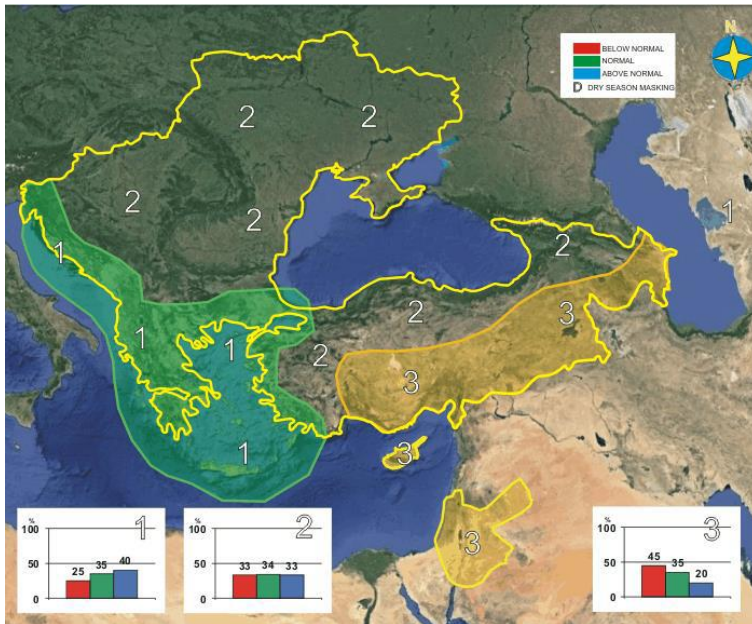 N
BELOW NORMAL
NORMAL
ABOVE NORMAL
D DRY SEASON MASKING
2 2
2 1
1 2 2
1 1 2 3
2
3
1 3
3
% 1
100
50
0
25 35 40
% 2
100
50
0
33 34 33
% 3
100
50
0
45 35 20